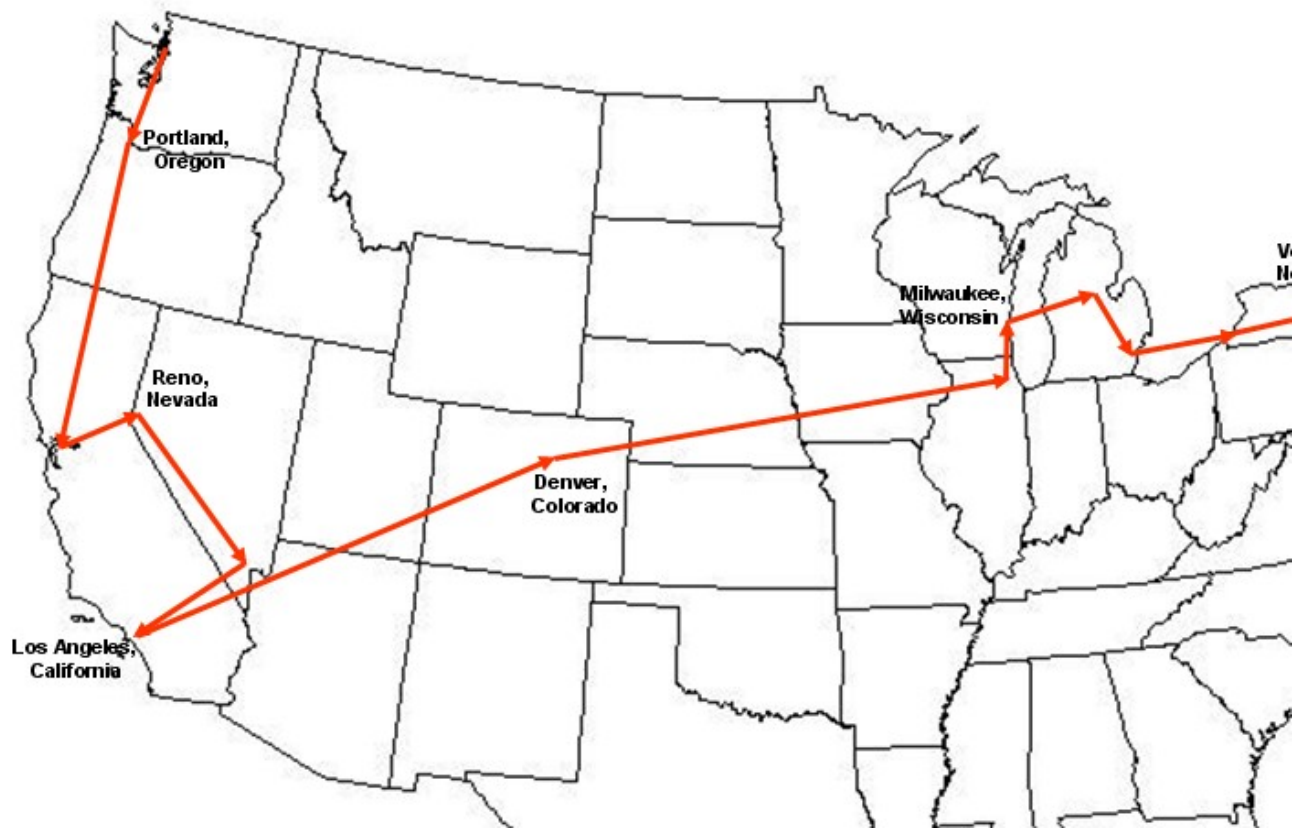 Portland,
Oregon
Milwaukee,
Wisconsin
Reno,
Nevada
Denver,
Colorado
Los Angeles,
California